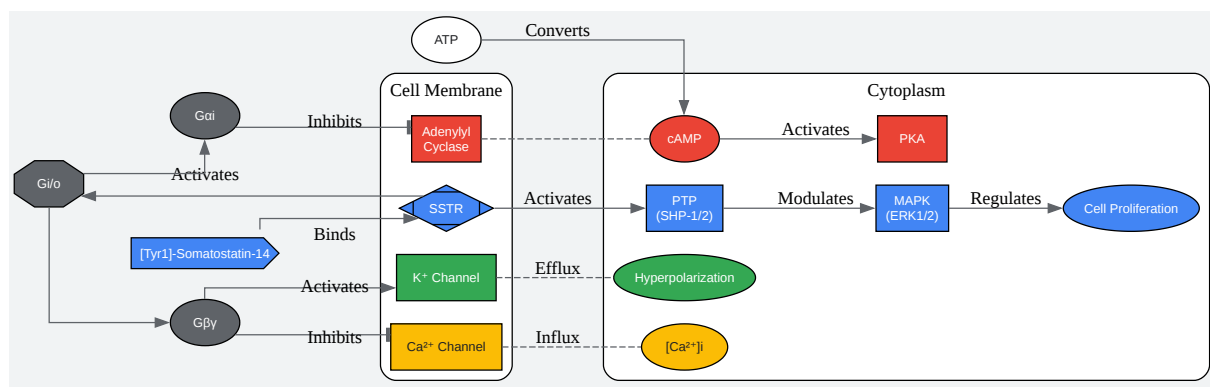 ATP
Converts
Cell Membrane
Cytoplasm
Gαi
Inhibits
Adenylyl
Cyclase
cAMP
Activates
PKA
Gi/o
Activates
SSTR
Activates
PTP
(SHP-1/2)
Modulates
MAPK
(ERK1/2)
Regulates
Cell Proliferation
Binds
[Tyr1]-Somatostatin-14
K⁺ Channel
Efflux
Hyperpolarization
Activates
Gβγ
Inhibits
Ca²⁺ Channel
Influx
[Ca²⁺]i